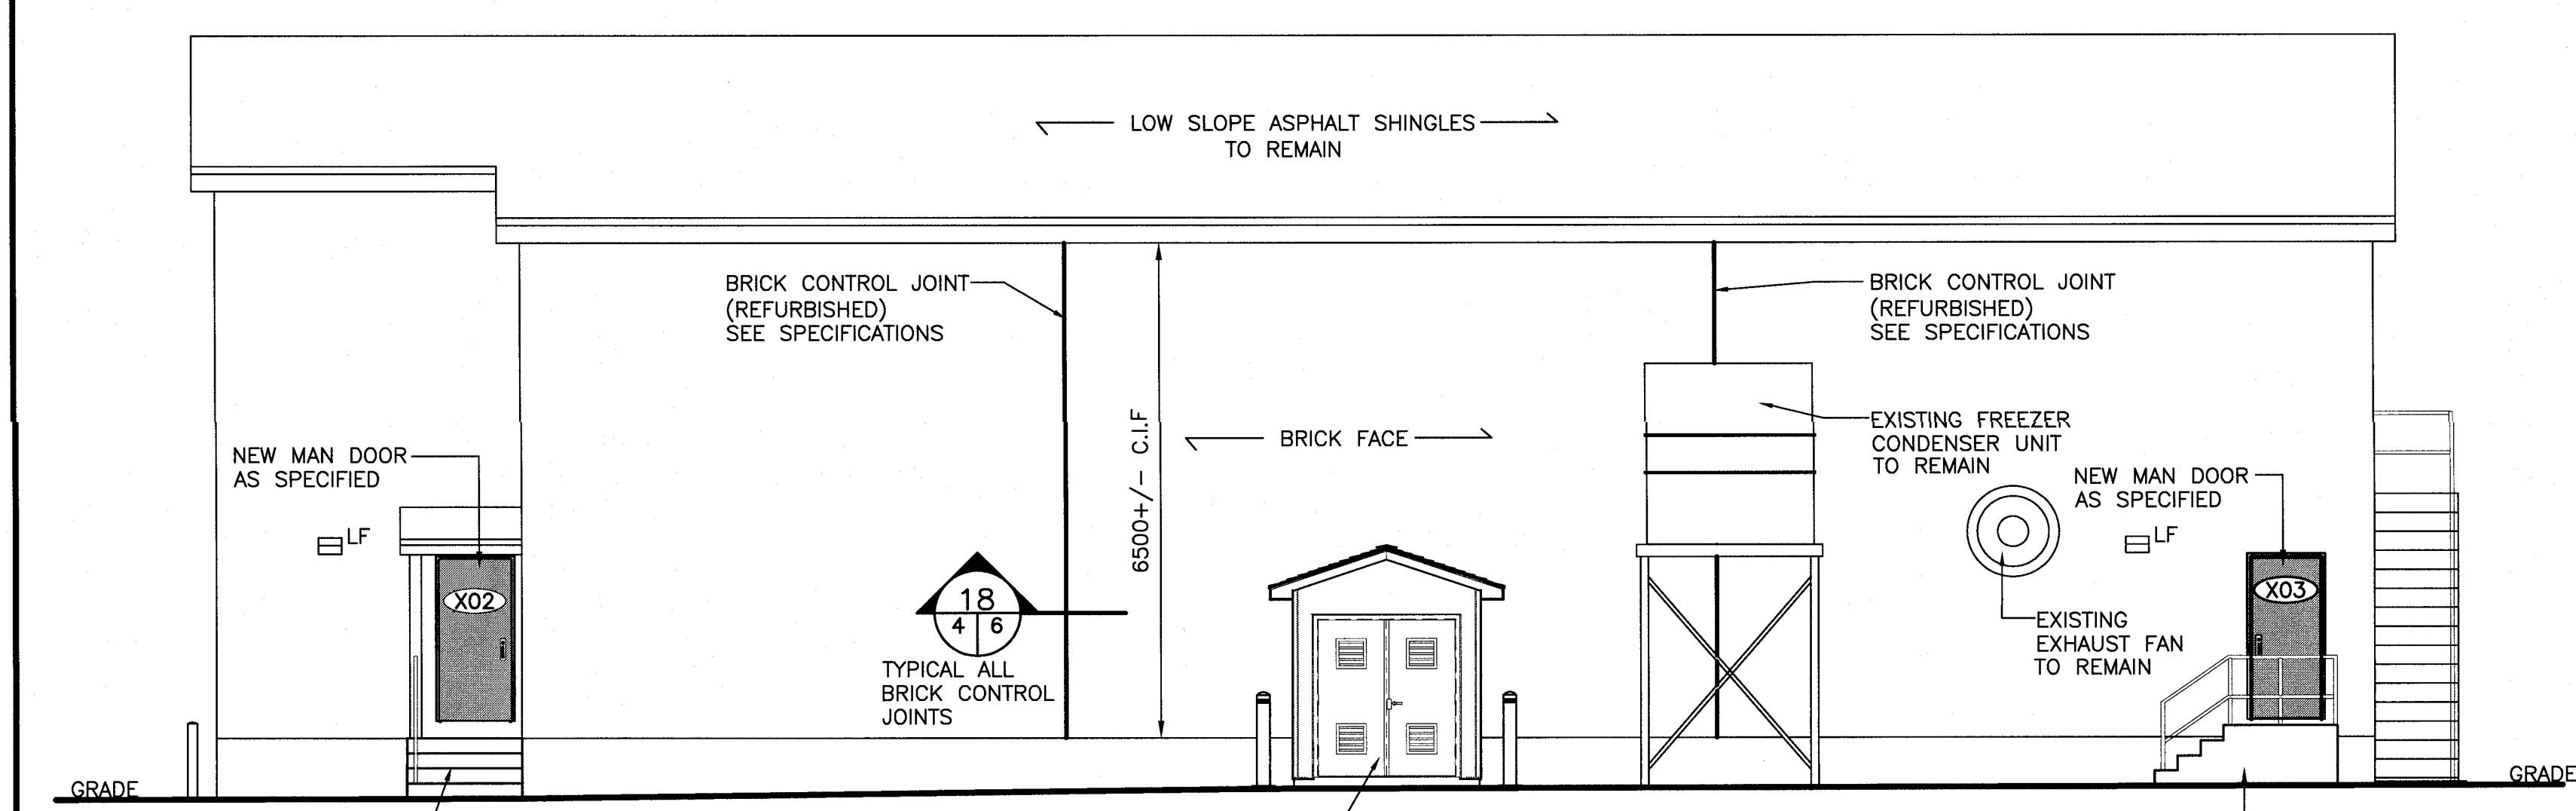 LOW SLOPE ASPHALT SHINGLES
TO REMAIN
BRICK CONTROL JOINT
(REFURBISHED)
SEE SPECIFICATIONS
BRICK CONTROL JOINT
(REFURBISHED)
SEE SPECIFICATIONS
6500+/- C.I.F
BRICK FACE
EXISTING FREEZER
CONDENSER UNIT
TO REMAIN
NEW MAN DOOR
AS SPECIFIED
NEW MAN DOOR
AS SPECIFIED
LF
LF
X02
18
4 6
TYPICAL ALL
BRICK CONTROL
JOINTS
X03
EXISTING
EXHAUST FAN
TO REMAIN
GRADE
GRADE